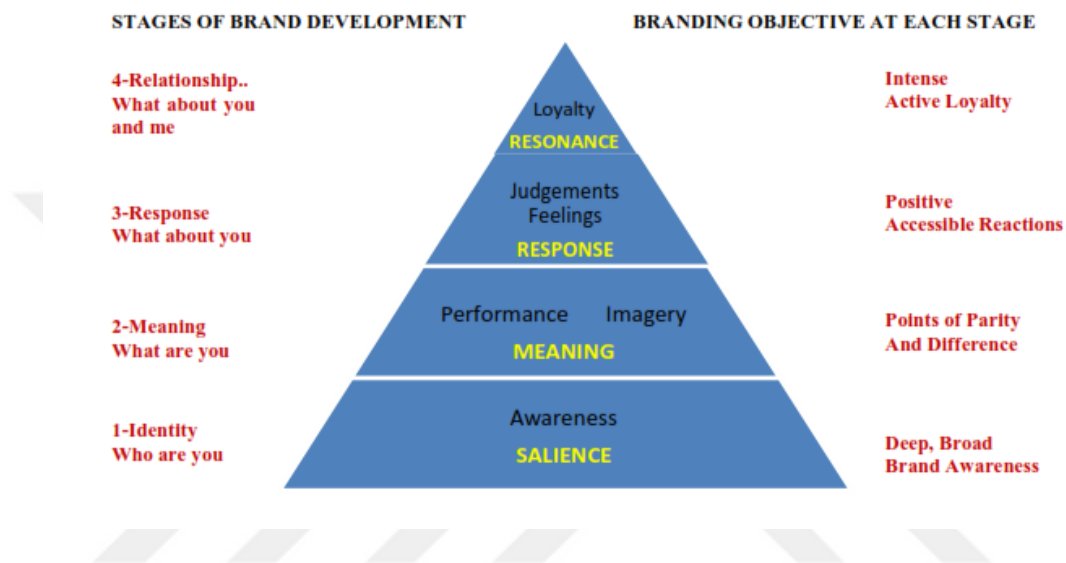 STAGES OF BRAND DEVELOPMENT
BRANDING OBJECTIVE AT EACH STAGE
4-Relationship..
What about you
and me
Loyalty
RESONANCE
Intense
Active Loyalty
3-Response
What about you
Judgements
Feelings
RESPONSE
Positive
Accessible Reactions
2-Meaning
What are you
Performance Imagery
MEANING
Points of Parity
And Difference
1-Identity
Who are you
Awareness
SALIENCE
Deep, Broad
Brand Awareness